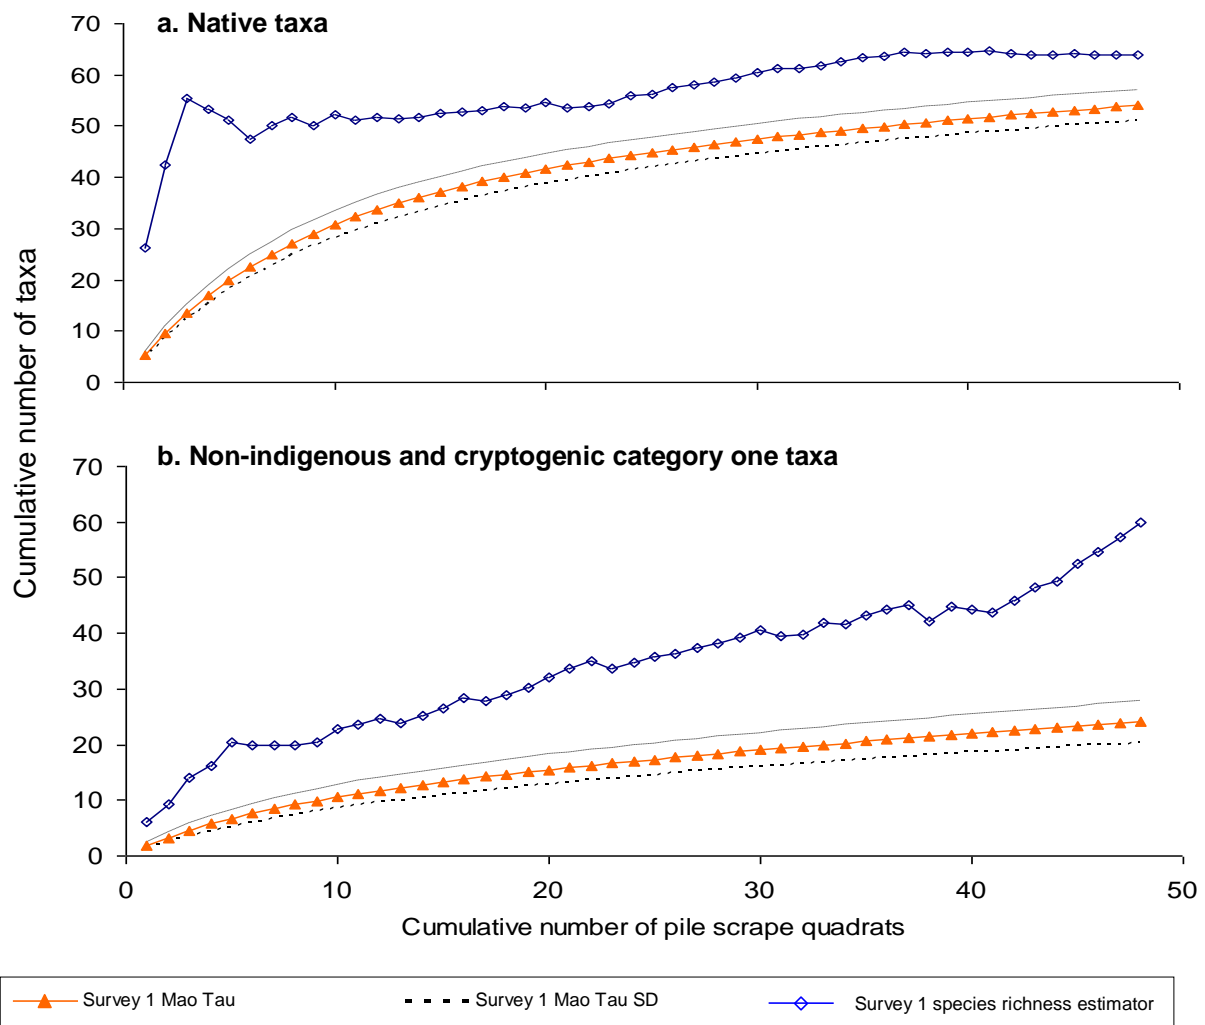 a. Native taxa
70
60
50
40
30
20
10
0
Cumulative number of taxa
b. Non-indigenous and cryptogenic category one taxa
70
60
50
40
30
20
10
0
0 10 20 30 40 50
Cumulative number of pile scrape quadrats
Survey 1 Mao Tau Survey 1 Mao Tau SD Survey 1 species richness estimator